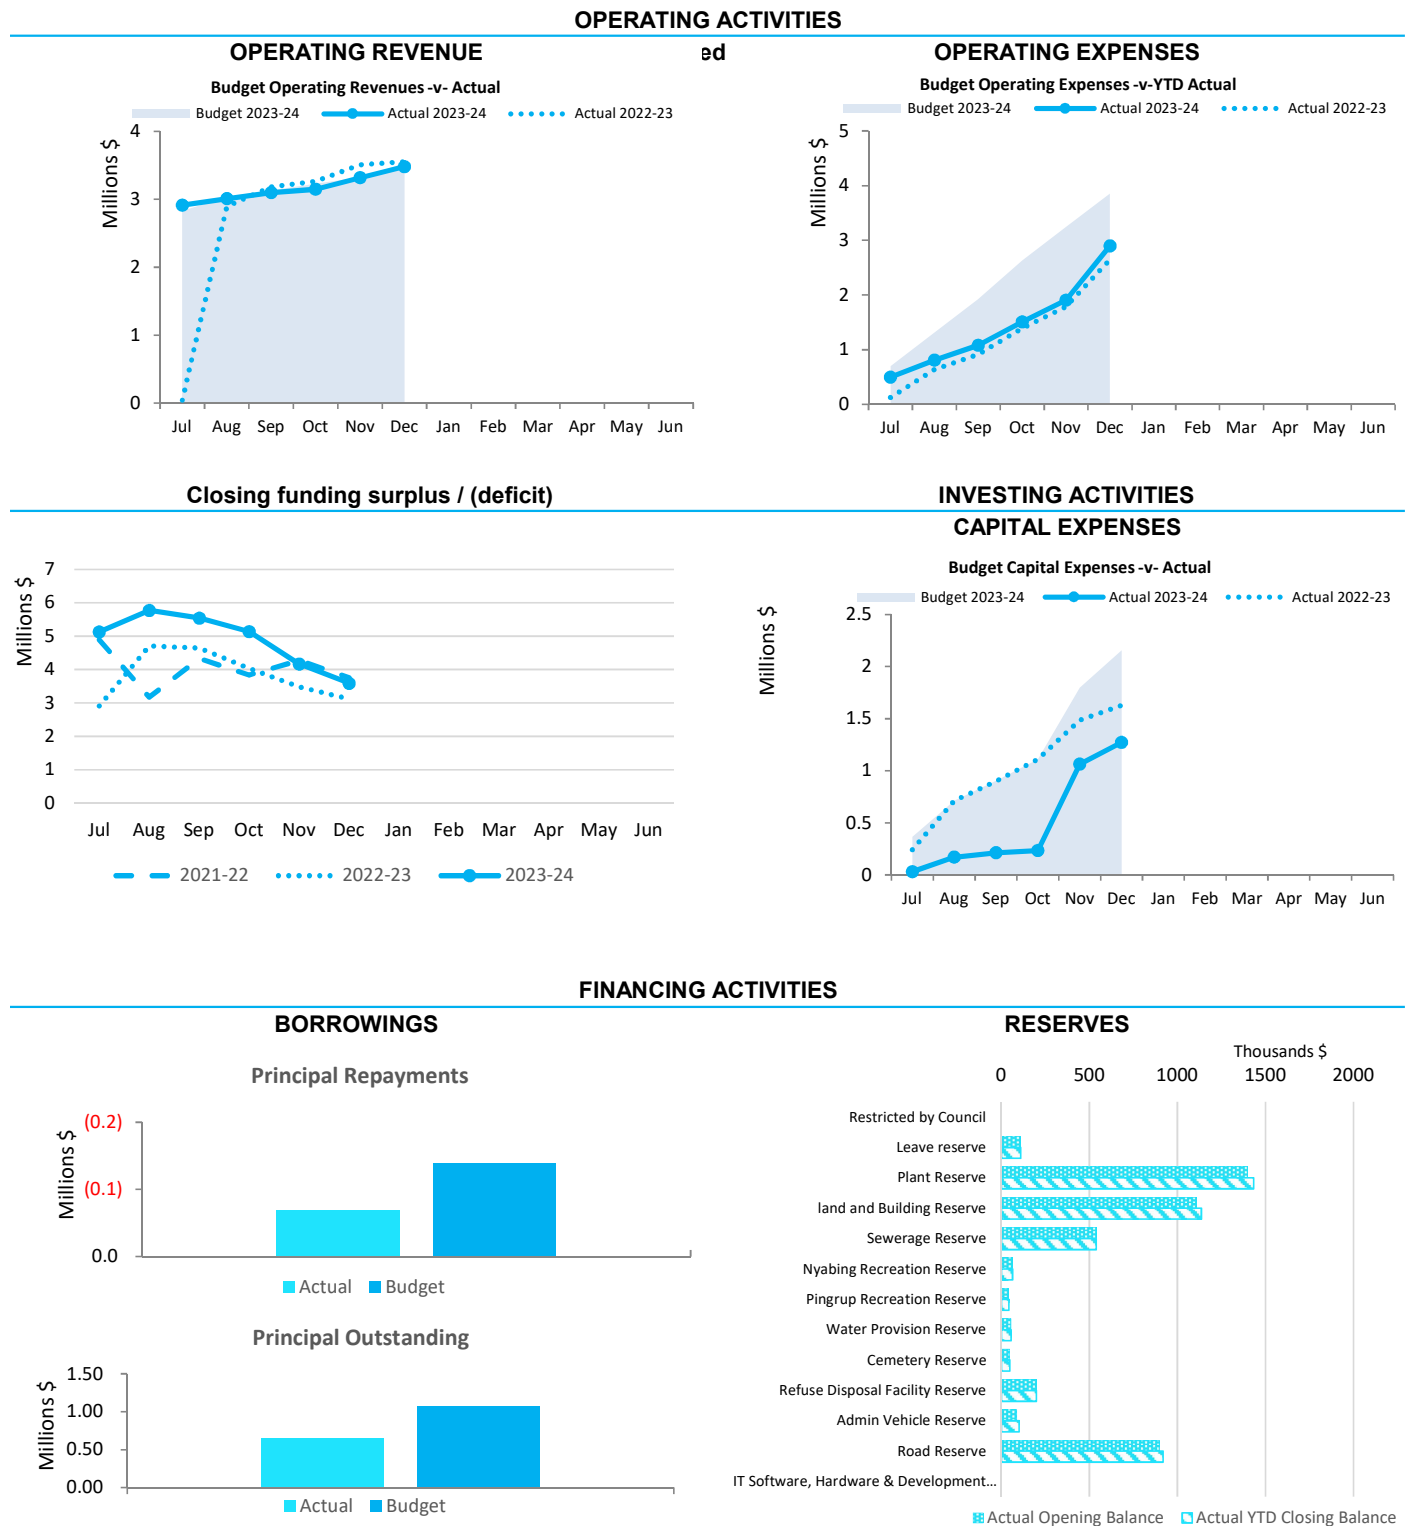 OPERATING ACTIVITIES
OPERATING REVENUE
ed
OPERATING EXPENSES
Budget Operating Revenues -v- Actual
Budget 2023-24 Actual 2023-24 Actual 2022-23
Millions $
4
3
2
1
0
Jul Aug Sep Oct Nov Dec Jan Feb Mar Apr May Jun
Budget Operating Expenses -v-YTD Actual
Budget 2023-24 Actual 2023-24 Actual 2022-23
Millions $
5
4
3
2
1
0
Jul Aug Sep Oct Nov Dec Jan Feb Mar Apr May Jun
Closing funding surplus / (deficit)
Millions $
7
6
5
4
3
2
1
0
Jul Aug Sep Oct Nov Dec Jan Feb Mar Apr May Jun
2021-22 2022-23 2023-24
INVESTING ACTIVITIES
CAPITAL EXPENSES
Budget Capital Expenses -v- Actual
Budget 2023-24 Actual 2023-24 Actual 2022-23
Millions $
2.5
2
1.5
1
0.5
0
Jul Aug Sep Oct Nov Dec Jan Feb Mar Apr May Jun
FINANCING ACTIVITIES
BORROWINGS
Principal Repayments
Millions $
(0.2)
(0.1)
0.0
Actual Budget
Principal Outstanding
Millions $
1.50
1.00
0.50
0.00
Actual Budget
RESERVES
Thousands $
0 500 1000 1500 2000
Restricted by Council
Leave reserve
Plant Reserve
land and Building Reserve
Sewerage Reserve
Nyabing Recreation Reserve
Pingrup Recreation Reserve
Water Provision Reserve
Cemetery Reserve
Refuse Disposal Facility Reserve
Admin Vehicle Reserve
Road Reserve
IT Software, Hardware & Development...
Actual Opening Balance Actual YTD Closing Balance